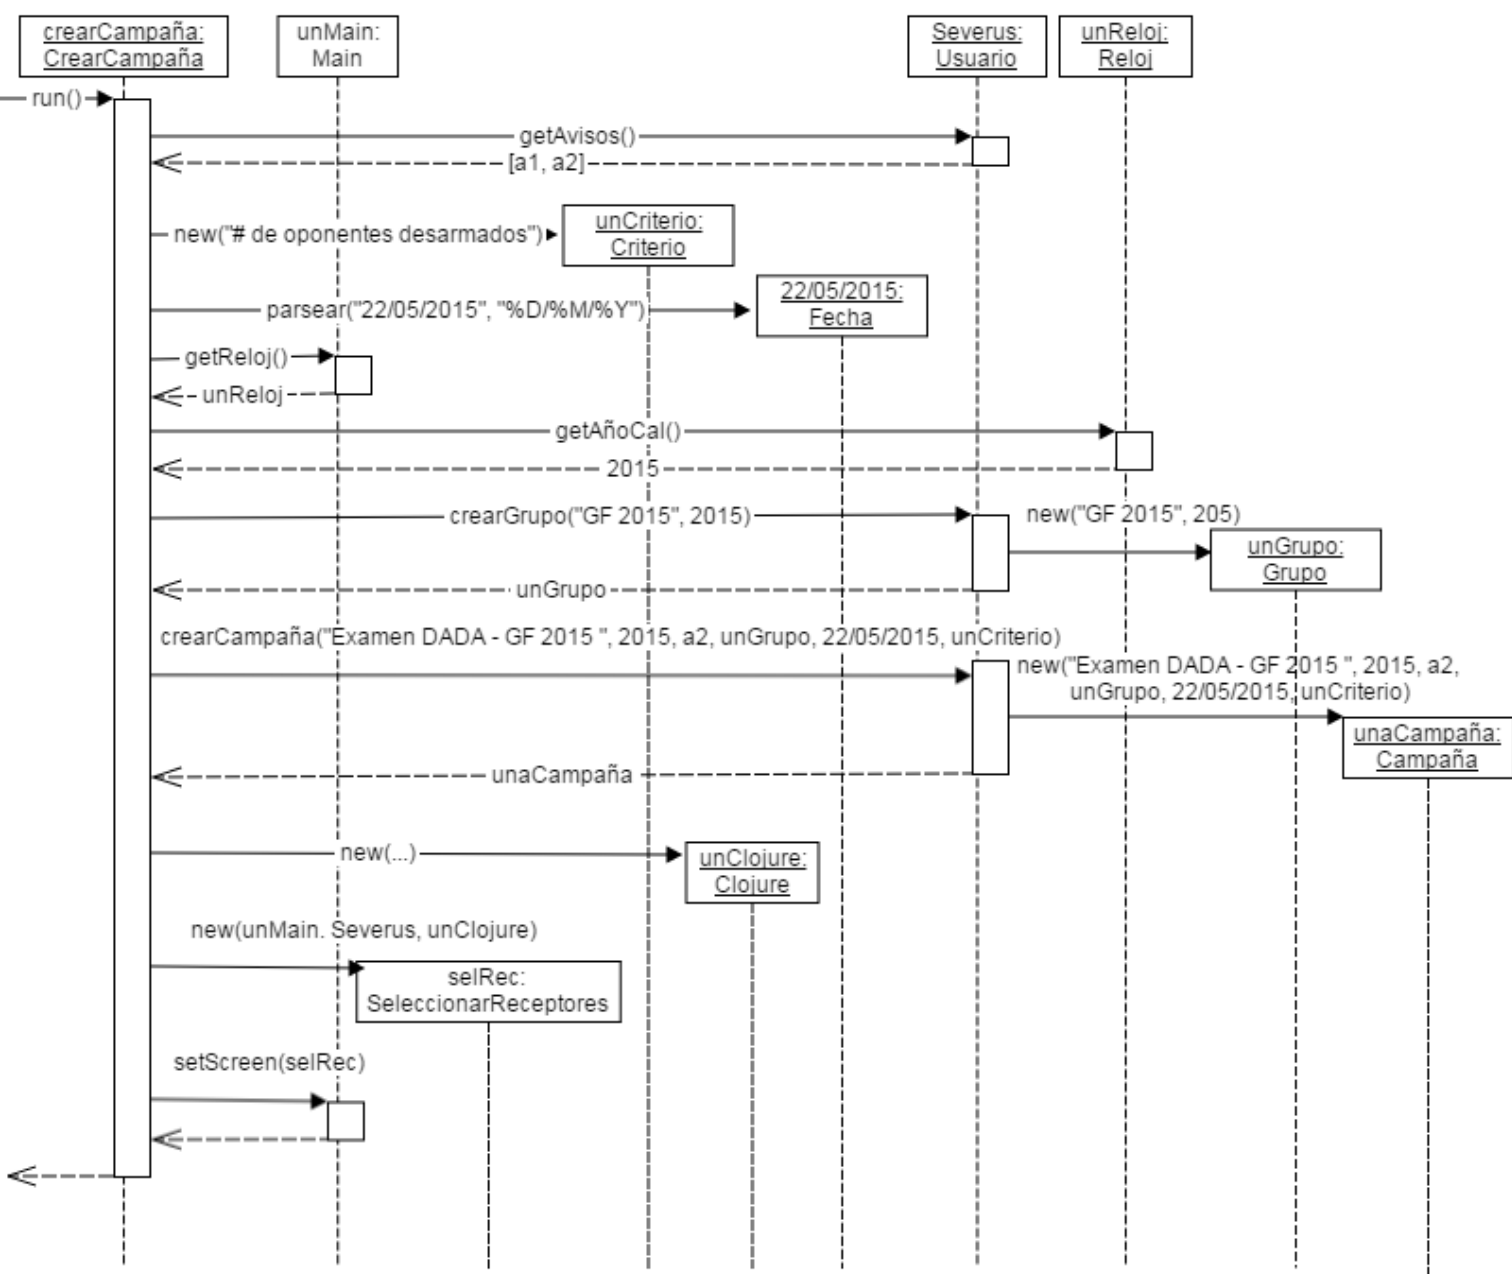 crearCampaña:
CrearCampaña
unMain:
Main
Severus:
Usuario
unReloj:
Reloj
run()
getAvisos()
[a1, a2]
new("# de oponentes desarmados")
unCriterio:
Criterio
parsear("22/05/2015", "%D/%M/%Y")
22/05/2015:
Fecha
getReloj()
unReloj
getAñoCal()
2015
crearGrupo("GF 2015", 2015)
new("GF 2015", 205)
unGrupo:
Grupo
unGrupo
crearCampaña("Examen DADA - GF 2015 ", 2015, a2, unGrupo, 22/05/2015, unCriterio)
new("Examen DADA - GF 2015 ", 2015, a2,
unGrupo, 22/05/2015, unCriterio)
unaCampaña:
Campaña
unaCampaña
new(...)
unClojure:
Clojure
new(unMain. Severus, unClojure)
selRec:
SeleccionarReceptores
setScreen(selRec)